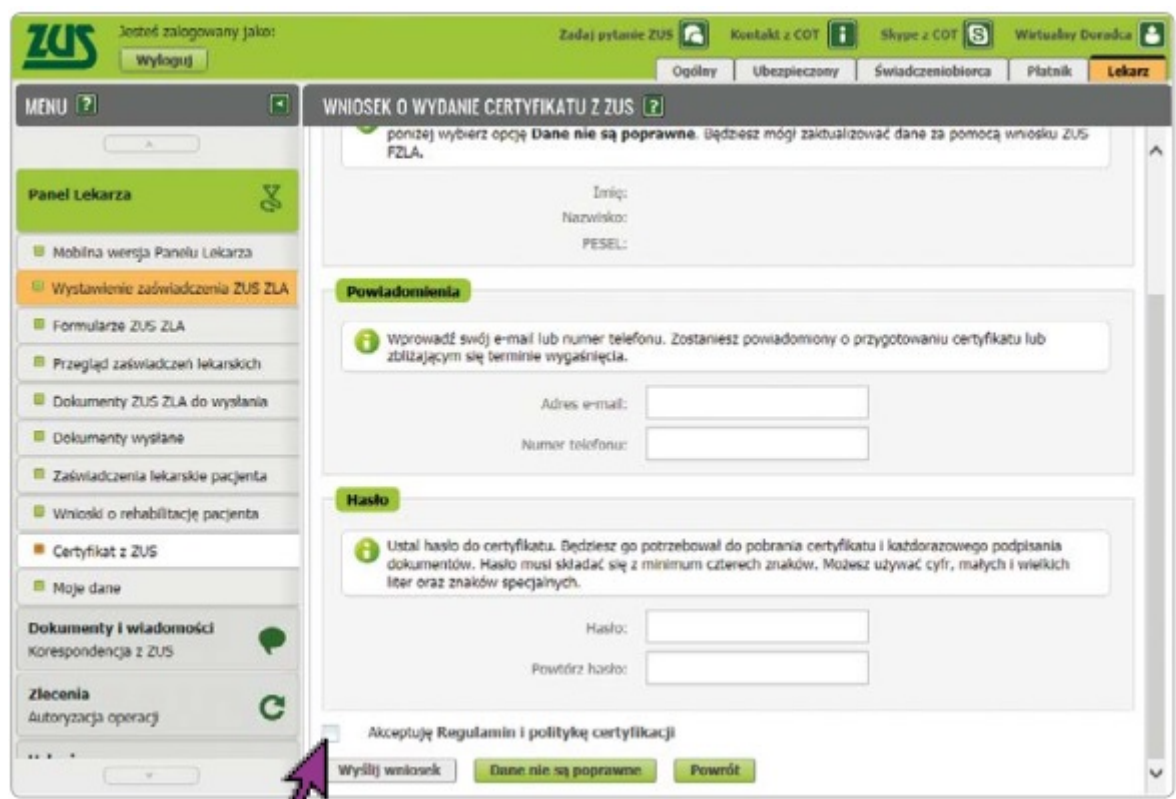 ZUS
Jesteś zalogowany jako:
Wyloguj
Zadaj pytanie ZUS
Kontakt z COT
Skype z COT
Wirtualny Doradca
Ogólny
Ubezpieczony
Świadczeniobiorca
Płatnik
Lekarz
MENU ?
WNIOSEK O WYDANIE CERTYFIKATU Z ZUS ?
Panel Lekarza
Mobilna wersja Panelu Lekarza
Wystawienie zaświadczenia ZUS ZLA
Formularze ZUS ZLA
Przegląd zaświadczeń lekarskich
Dokumenty ZUS ZLA do wysłania
Dokumenty wysłane
Zaświadczenia lekarskie pacjenta
Wnioski o rehabilitację pacjenta
Certyfikat z ZUS
Moje dane
Dokumenty i wiadomości
Korespondencja z ZUS
Zlecenia
Autoryzacja operacji
poniżej wybierz opcję Dane nie są poprawne. Będziesz mógł zaktualizować dane za pomocą wniosku ZUS
FZLA.
Imię:
Nazwisko:
PESEL:
Powiadomienia
Wprowadź swój e-mail lub numer telefonu. Zostaniesz powiadomiony o przygotowaniu certyfikatu lub
zbliżającym się terminie wygaśnięcia.
Adres e-mail:
Numer telefonu:
Hasło
Ustal hasło do certyfikatu. Będziesz go potrzebował do pobrania certyfikatu i każdorazowego podpisania
dokumentów. Hasło musi składać się z minimum czterech znaków. Możesz używać cyfr, małych i wielkich
liter oraz znaków specjalnych.
Hasło:
Powtórz hasło:
Akceptuję Regulamin i politykę certyfikacji
Wyślij wniosek
Dane nie są poprawne
Powrót